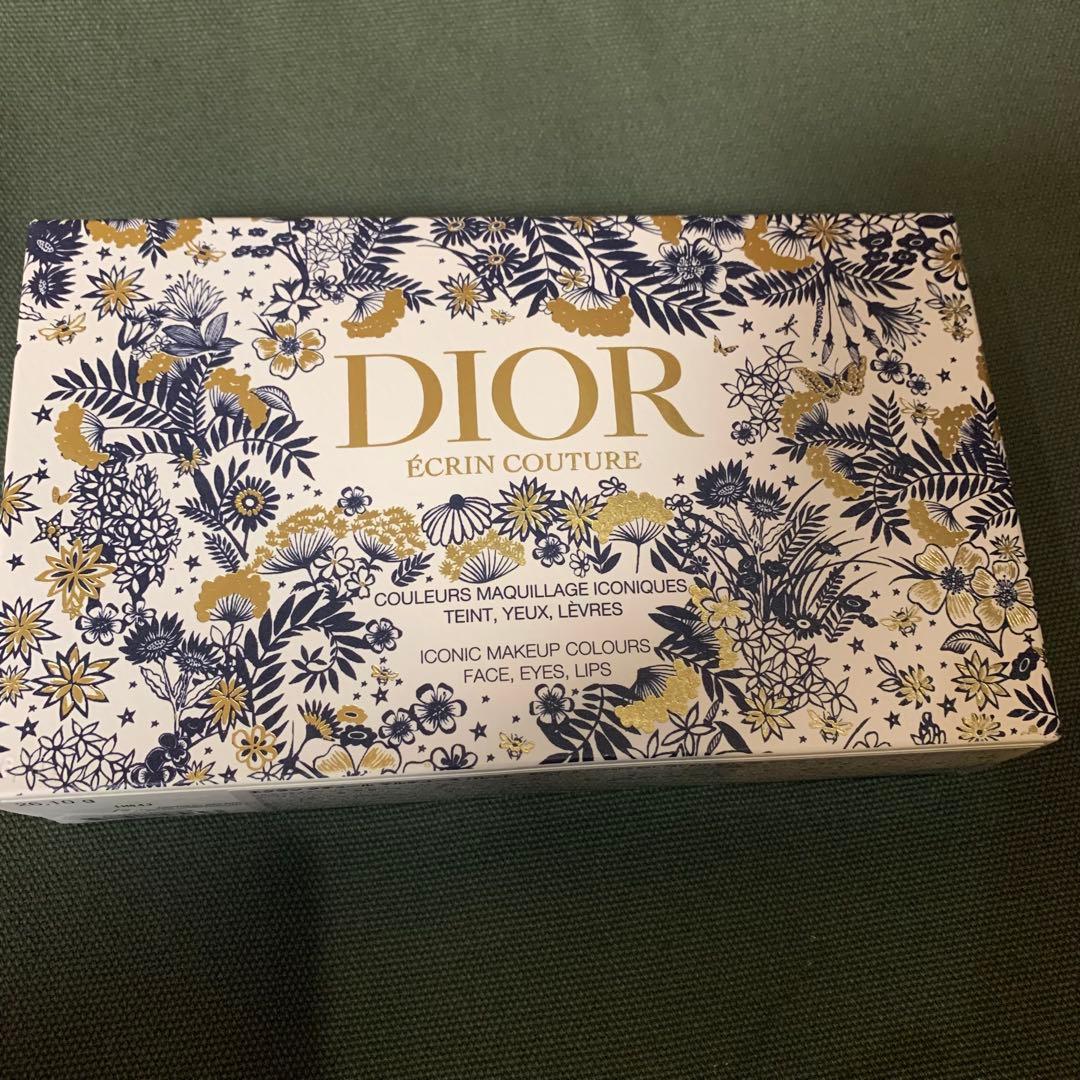 DIOR
ÉCRIN COUTURE
COULEURS MAQUILLAGE ICONIQUES
TEINT, YEUX, LÈVRES
ICONIC MAKEUP COLOURS
FACE, EYES, LIPS